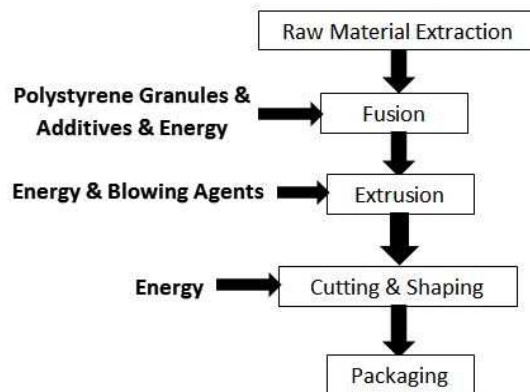 Raw Material Extraction
Polystyrene Granules &
Additives & Energy
Fusion
Energy & Blowing Agents
Extrusion
Energy
Cutting & Shaping
Packaging